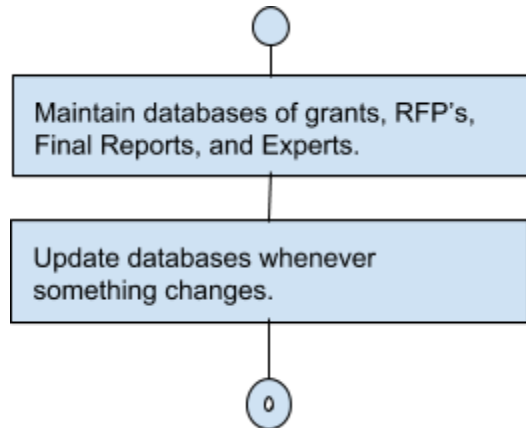 Maintain databases of grants, RFP's,
Final Reports, and Experts.
Update databases whenever
something changes.